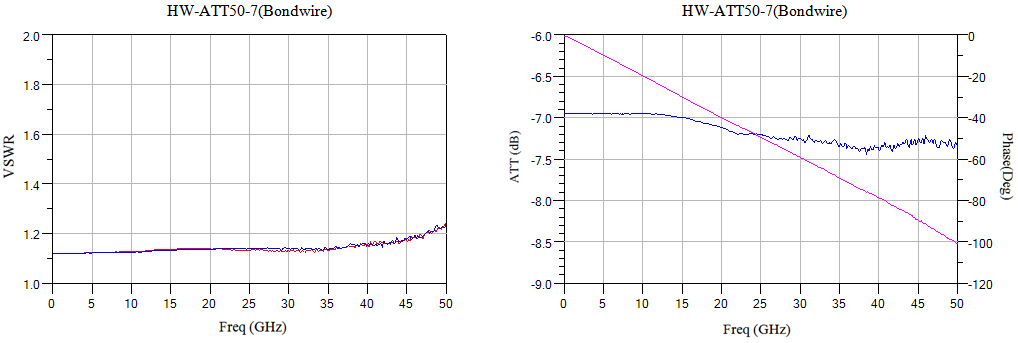 HW-ATT50-7(Bondwire)
2.0
1.8
1.6
1.4
1.2
1.0
VSWR
0 5 10 15 20 25 30 35 40 45 50
Freq (GHz)
HW-ATT50-7(Bondwire)
-6.0
-6.5
-7.0
-7.5
-8.0
-8.5
-9.0
ATT (dB)
0
-20
-40
-60
-80
-100
-120
Phase(Deg)
0 5 10 15 20 25 30 35 40 45 50
Freq (GHz)